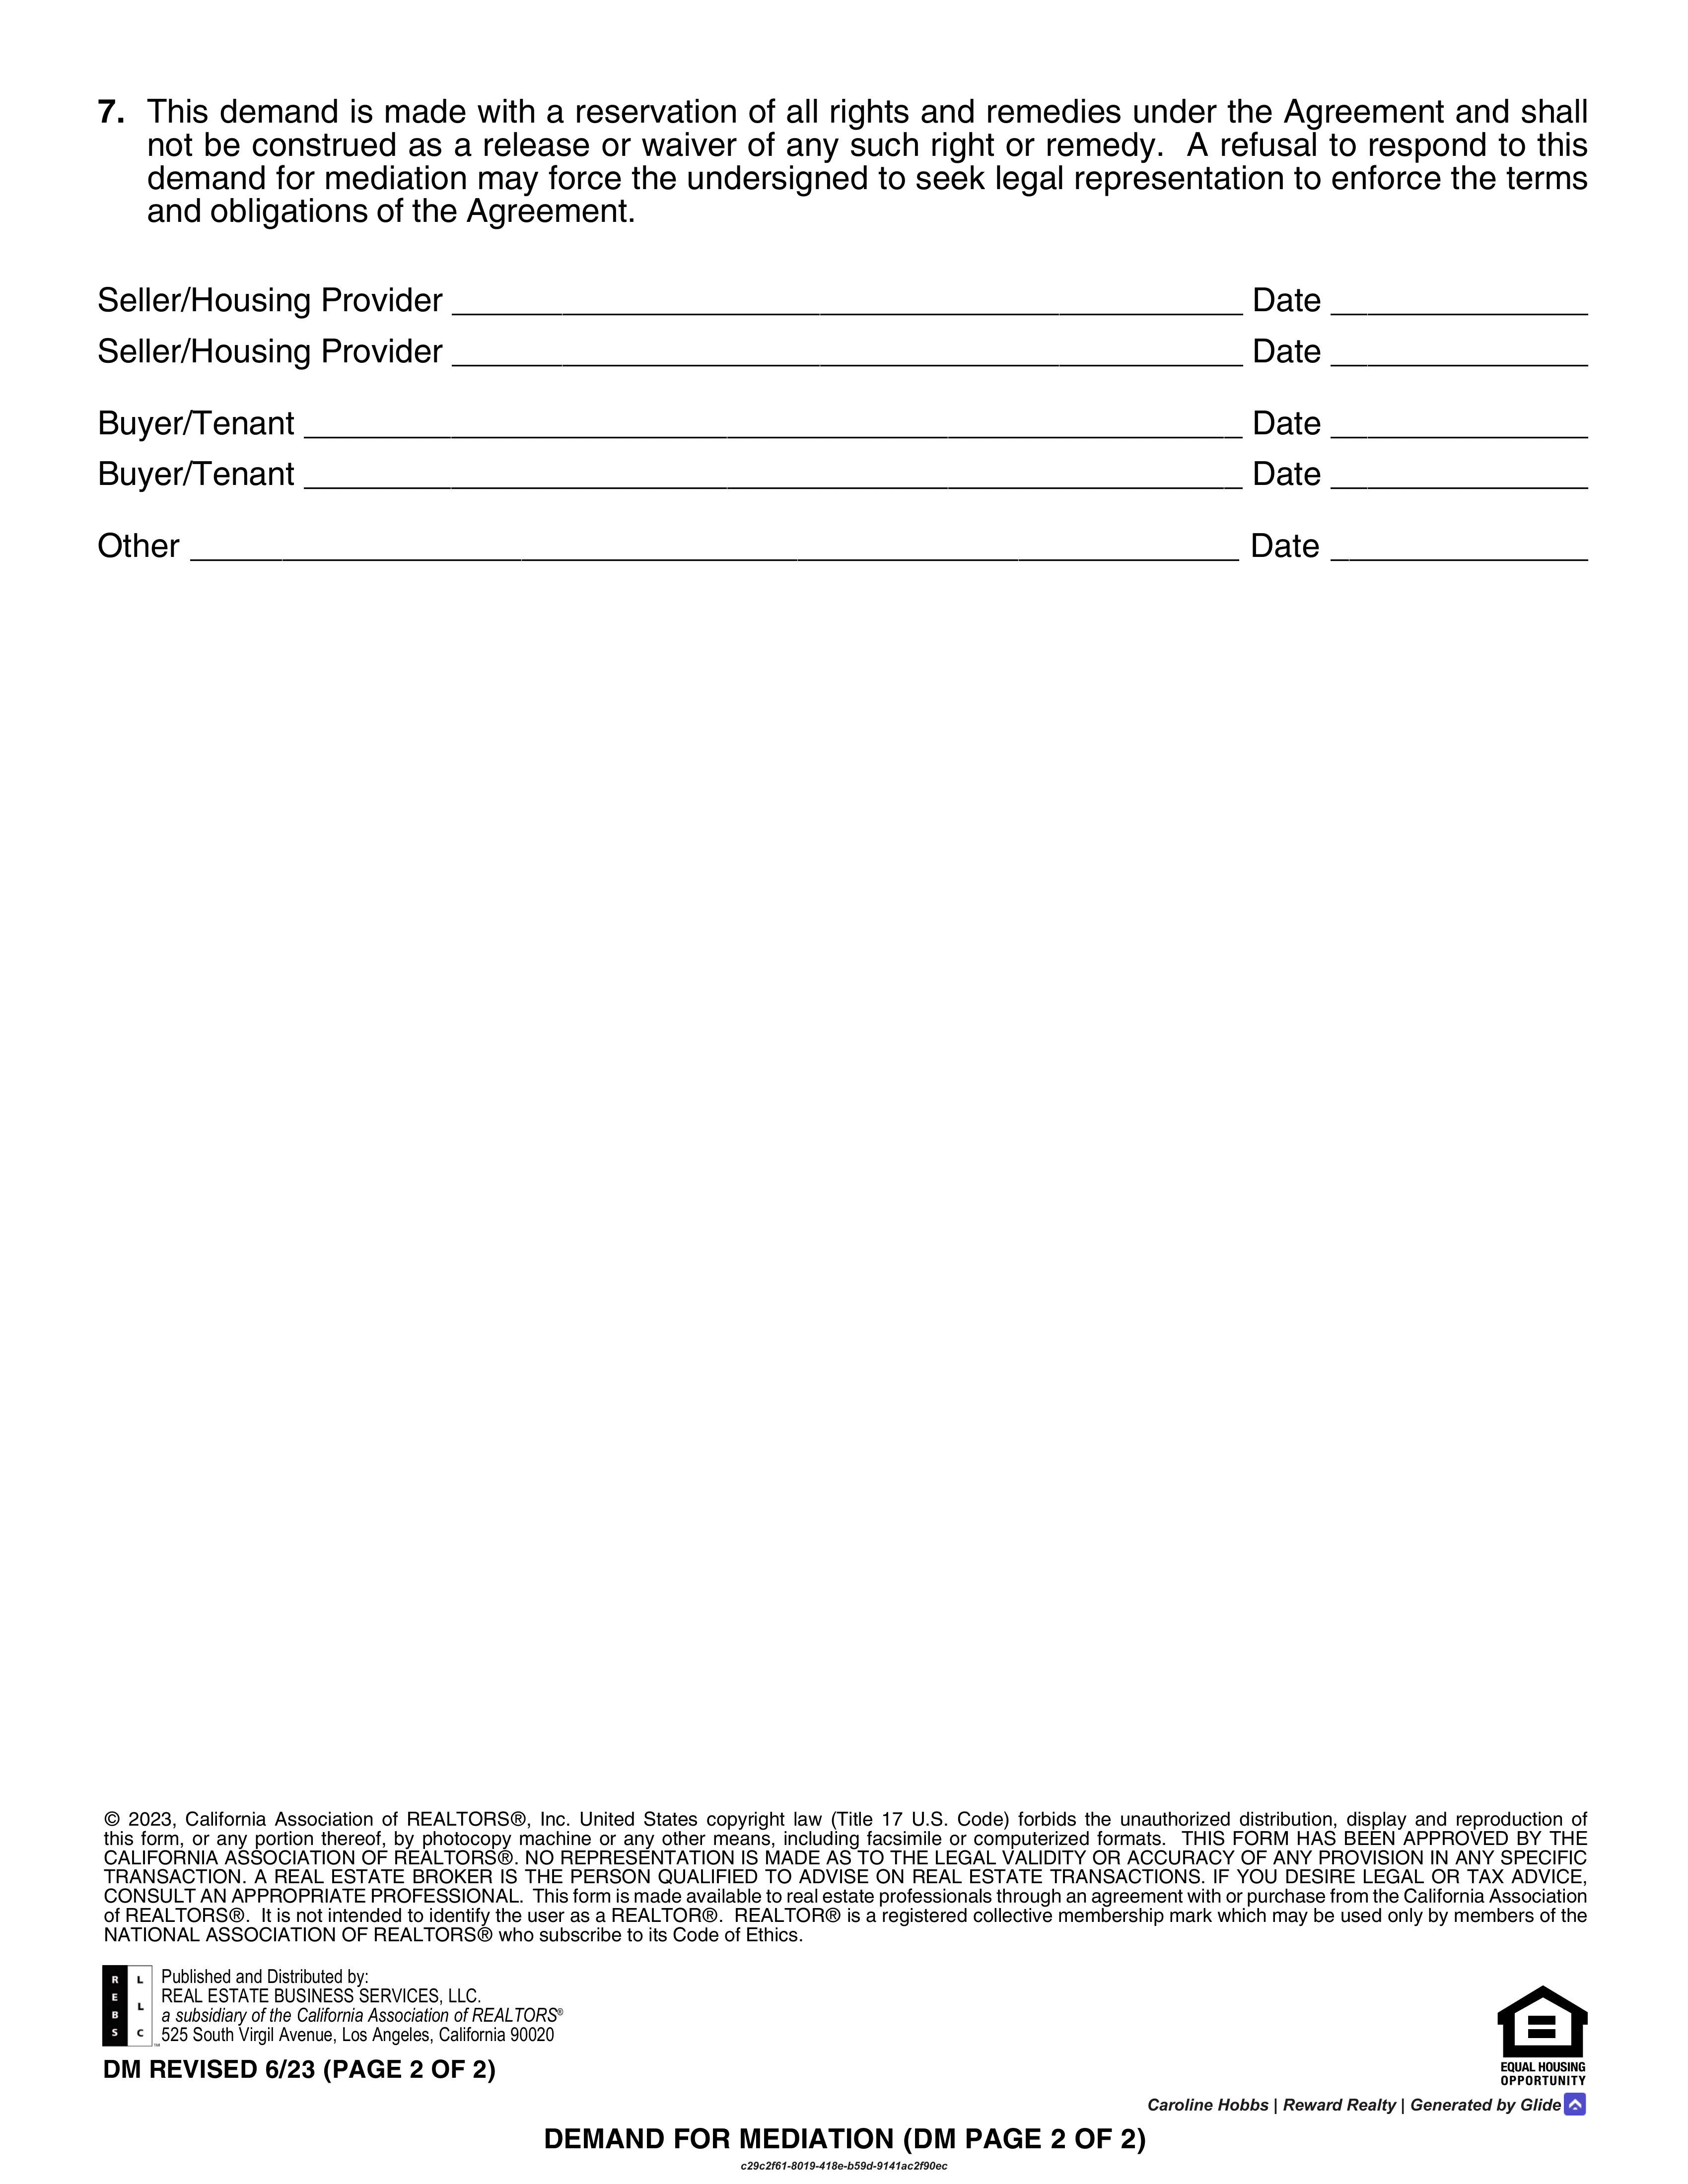 7. This demand is made with a reservation of all rights and remedies under the Agreement and shall
not be construed as a release or waiver of any such right or remedy. A refusal to respond to this
demand for mediation may force the undersigned to seek legal representation to enforce the terms
and obligations of the Agreement.
Seller/Housing Provider Date
Seller/Housing Provider Date
Buyer/Tenant Date
Buyer/Tenant Date
Other Date
© 2023, California Association of REALTORS®, Inc. United States copyright law (Title 17 U.S. Code) forbids the unauthorized distribution, display and reproduction of
this form, or any portion thereof, by photocopy machine or any other means, including facsimile or computerized formats. THIS FORM HAS BEEN APPROVED BY THE
CALIFORNIA ASSOCIATION OF REALTORS®. NO REPRESENTATION IS MADE AS TO THE LEGAL VALIDITY OR ACCURACY OF ANY PROVISION IN ANY SPECIFIC
TRANSACTION. A REAL ESTATE BROKER IS THE PERSON QUALIFIED TO ADVISE ON REAL ESTATE TRANSACTIONS. IF YOU DESIRE LEGAL OR TAX ADVICE,
CONSULT AN APPROPRIATE PROFESSIONAL. This form is made available to real estate professionals through an agreement with or purchase from the California Association
of REALTORS®. It is not intended to identify the user as a REALTOR®. REALTOR® is a registered collective membership mark which may be used only by members of the
NATIONAL ASSOCIATION OF REALTORS® who subscribe to its Code of Ethics.
R L
E
L
B
S C ™
Published and Distributed by:
REAL ESTATE BUSINESS SERVICES, LLC.
a subsidiary of the California Association of REALTORS®
525 South Virgil Avenue, Los Angeles, California 90020
EQUAL HOUSING
OPPORTUNITY
DM REVISED 6/23 (PAGE 2 OF 2)
Caroline Hobbs | Reward Realty | Generated by Glide
DEMAND FOR MEDIATION (DM PAGE 2 OF 2)
c29c2f61-8019-418e-b59d-9141ac2f90ec